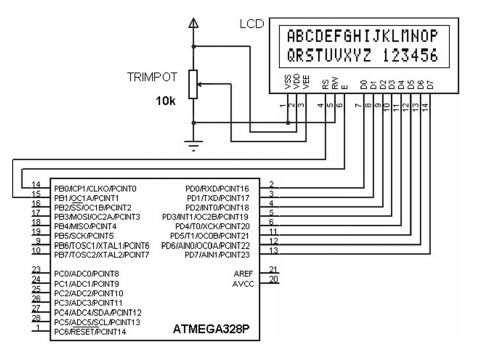 LCD
ABCDEFGHIJKLMNOP
QRSTUVXYZ 123456
TRIMPOT
10k
VSS VDD VEE RS RW E D0 D1 D2 D3 D4 D5 D6 D7
1 2 3 4 5 6 7 8 9 10 11 12 13 14
14 PB0/ICP1/CLKO/PCINT0 PD0/RXD/PCINT16 2
15 PB1/OC1A/PCINT1 PD1/TXD/PCINT17 3
16 PB2/SS/OC1B/PCINT2 PD2/INT0/PCINT18 4
17 PB3/MOSI/OC2A/PCINT3 PD3/INT1/OC2B/PCINT19 5
18 PB4/MISO/PCINT4 PD4/T0/XCK/PCINT20 6
19 PB5/SCK/PCINT5 PD5/T1/OC0B/PCINT21 11
9 PB6/TOSC1/XTAL1/PCINT6 PD6/AIN0/OC0A/PCINT22 12
10 PB7/TOSC2/XTAL2/PCINT7 PD7/AIN1/PCINT23 13
23 PC0/ADC0/PCINT8 AREF 21
24 PC1/ADC1/PCINT9 AVCC 20
25 PC2/ADC2/PCINT10
26 PC3/ADC3/PCINT11
27 PC4/ADC4/SDA/PCINT12
28 PC5/ADC5/SCL/PCINT13
1 PC6/RESET/PCINT14
ATMEGA328P